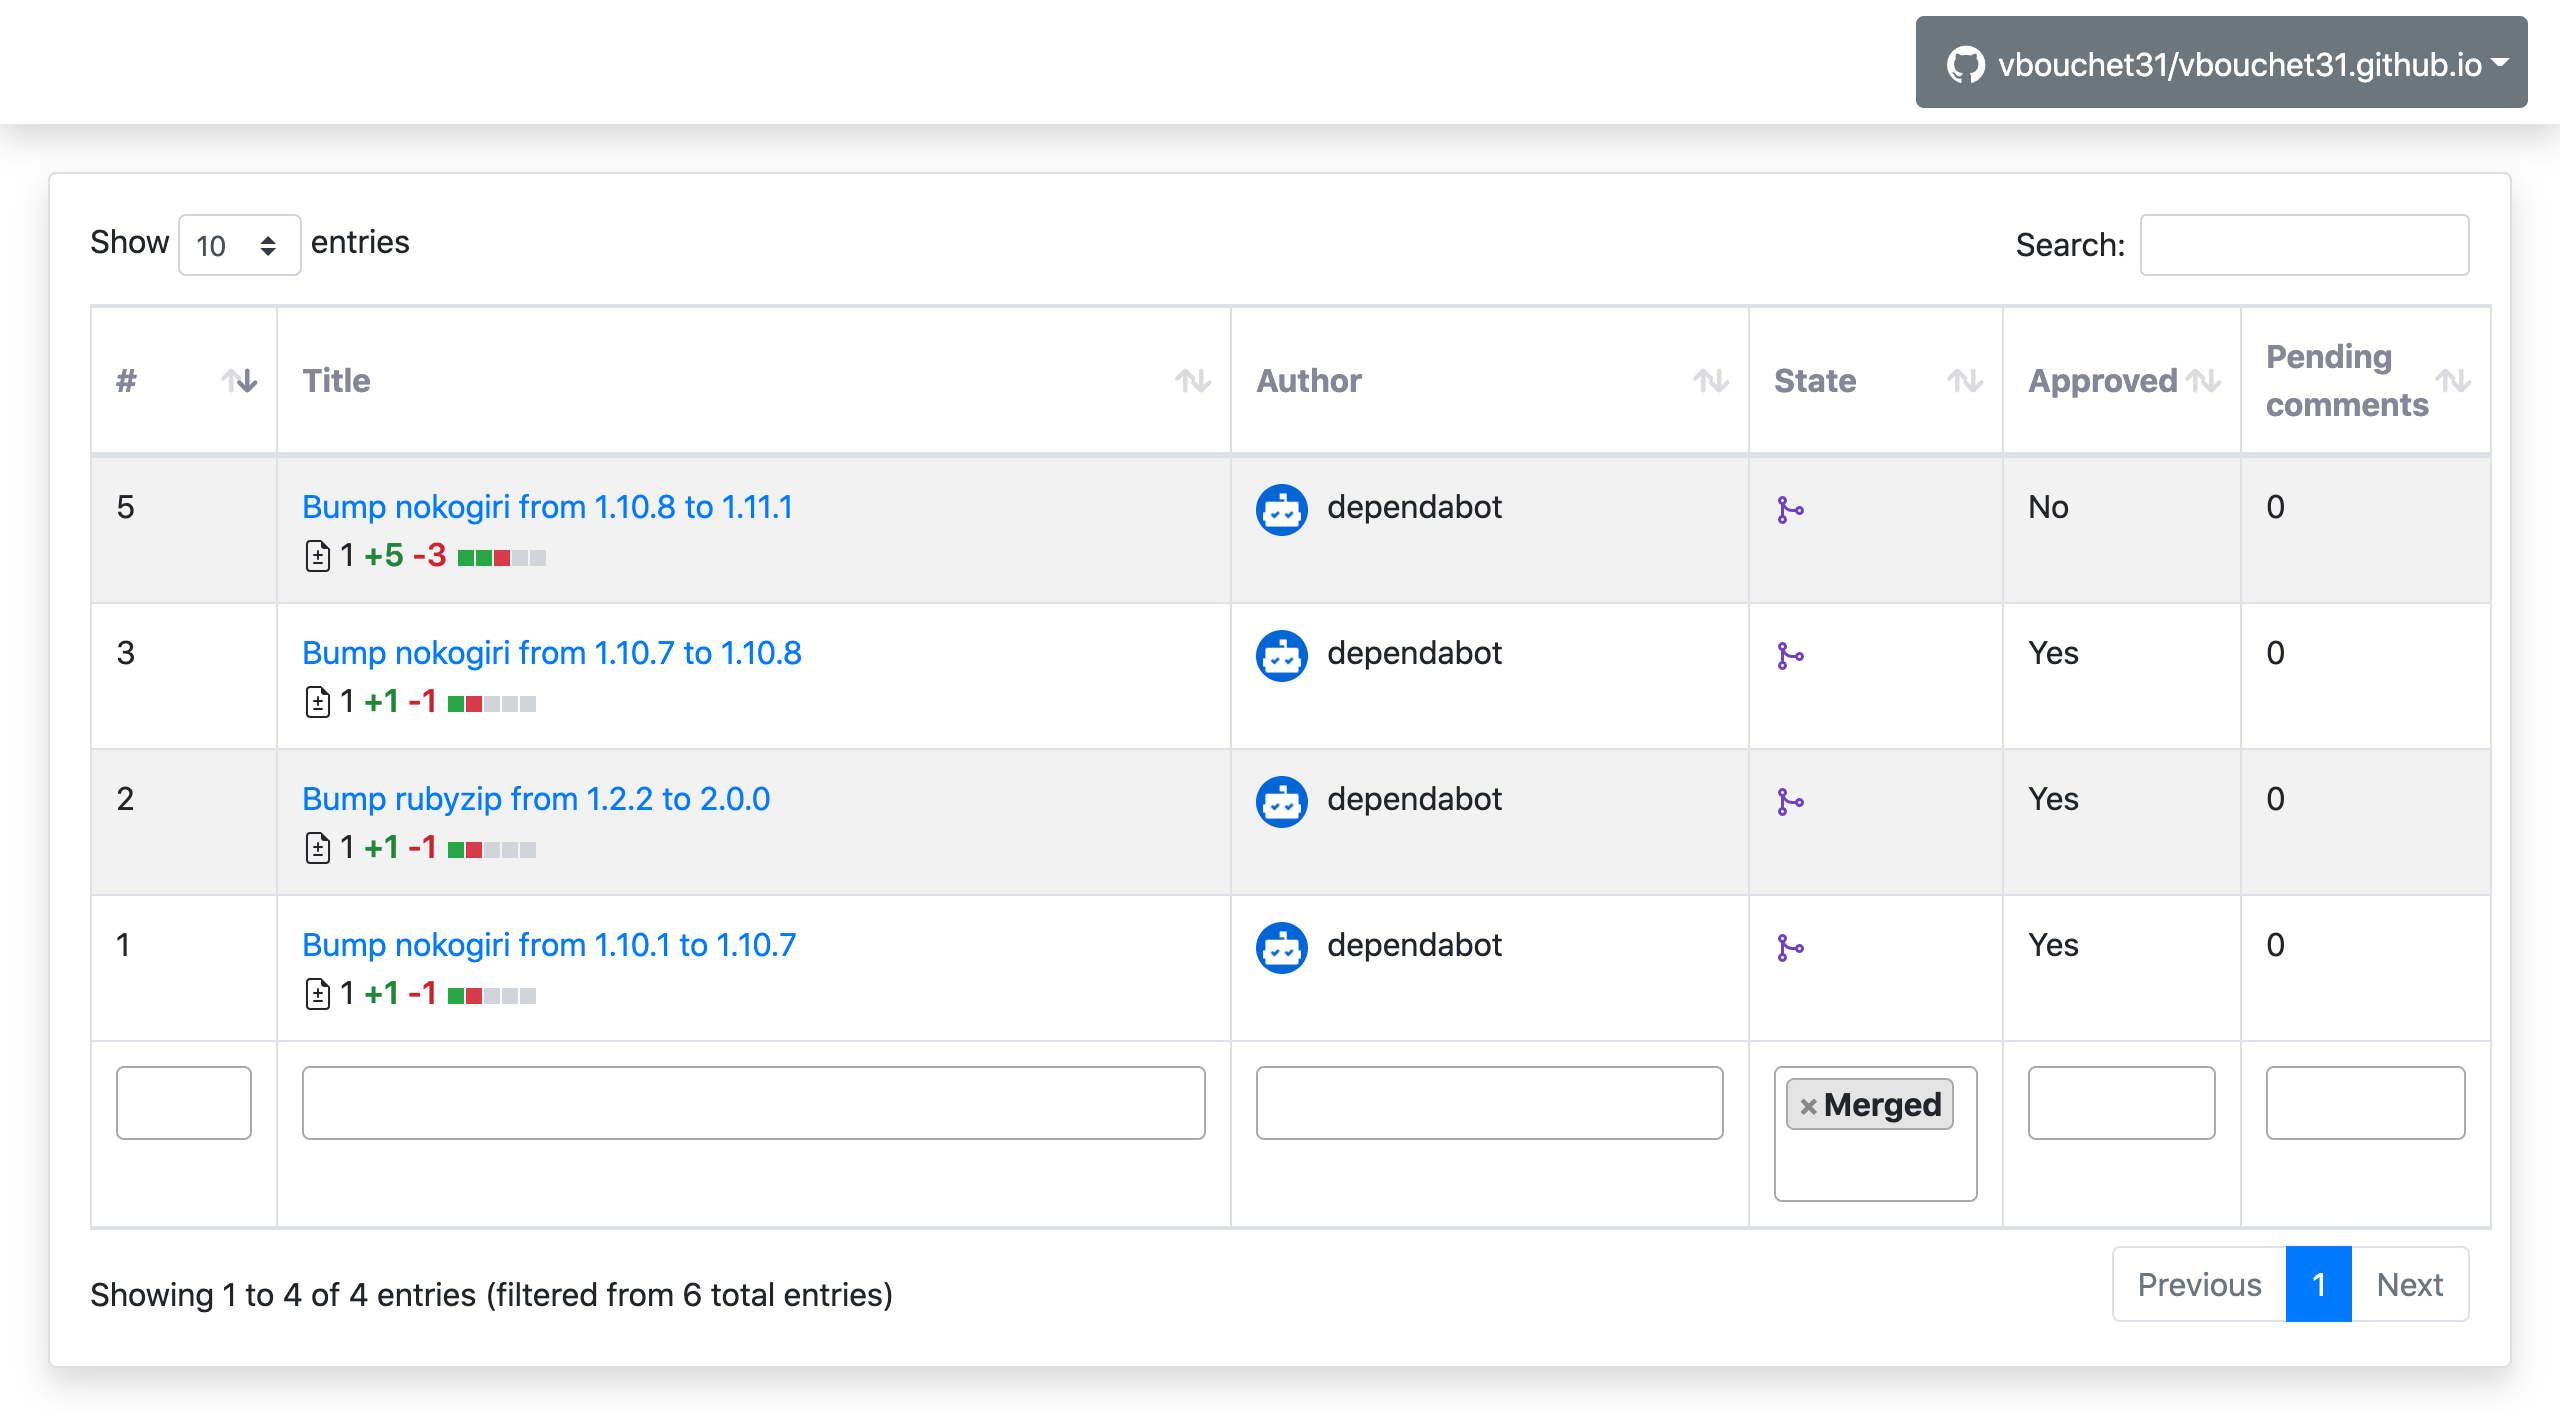 vbouchet31/vbouchet31.github.io
Show 10 entries
Search:
# Title Author State Approved Pending comments
5 Bump nokogiri from 1.10.8 to 1.11.1 dependabot No 0
1 +5 -3
3 Bump nokogiri from 1.10.7 to 1.10.8 dependabot Yes 0
1 +1 -1
2 Bump rubyzip from 1.2.2 to 2.0.0 dependabot Yes 0
1 +1 -1
1 Bump nokogiri from 1.10.1 to 1.10.7 dependabot Yes 0
1 +1 -1
× Merged
Showing 1 to 4 of 4 entries (filtered from 6 total entries)
Previous 1 Next